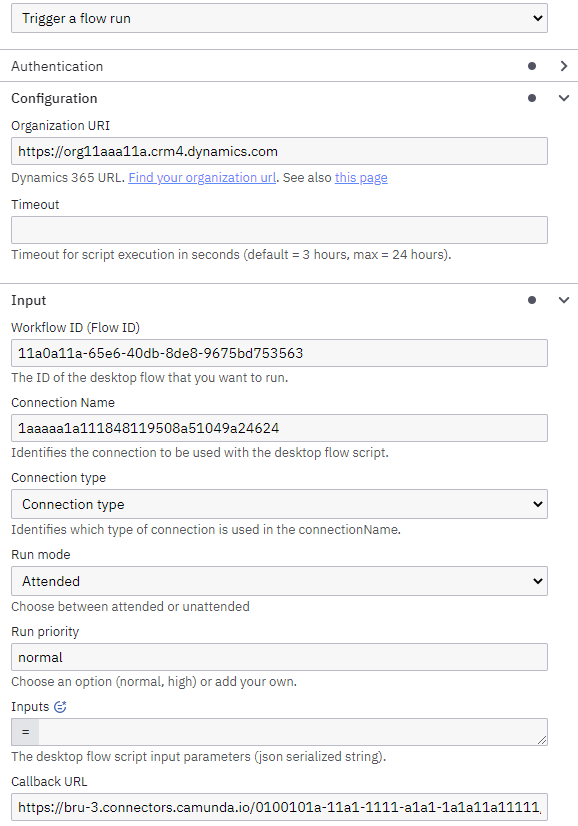 Trigger a flow run
Authentication
Configuration
Organization URI
https://org11aaa11a.crm4.dynamics.com
Dynamics 365 URL. Find your organization url. See also this page
Timeout
Timeout for script execution in seconds (default = 3 hours, max = 24 hours).
Input
Workflow ID (Flow ID)
11a0a11a-65e6-40db-8de8-9675bd753563
The ID of the desktop flow that you want to run.
Connection Name
1aaaaa1a111848119508a51049a24624
Identifies the connection to be used with the desktop flow script.
Connection type
Connection type
Identifies which type of connection is used in the connectionName.
Run mode
Attended
Choose between attended or unattended
Run priority
normal
Choose an option (normal, high) or add your own.
Inputs
=
The desktop flow script input parameters (json serialized string).
Callback URL
https://bru-3.connectors.camunda.io/0100101a-11a1-1111-a1a1-1a1a11a11111,